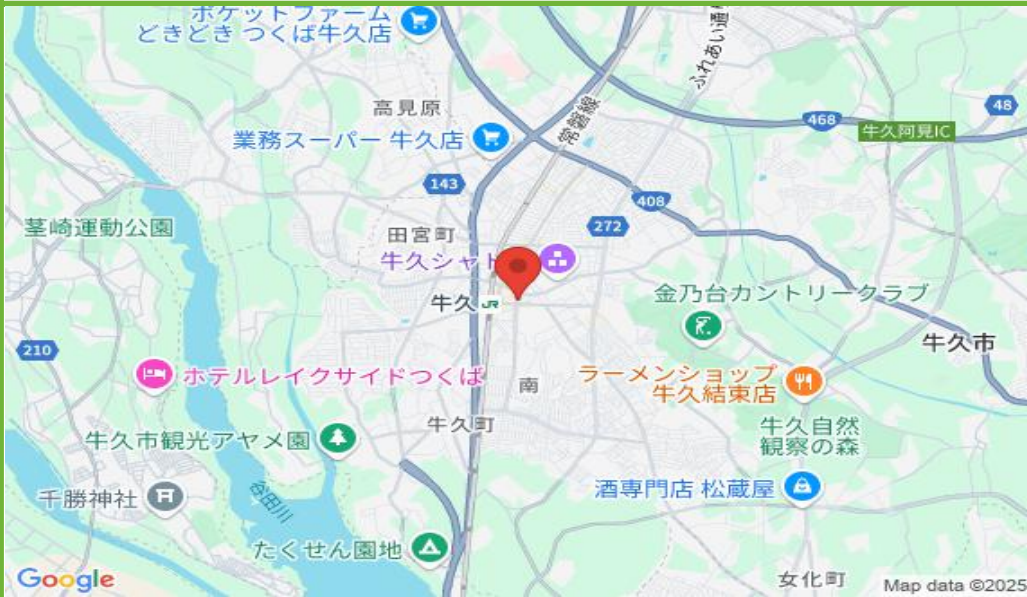 ポケットファーム
どきどき つくば牛久店
ふれあい通り
高見原
常磐線
468
48
牛久阿見IC
業務スーパー 牛久店
143
408
茎崎運動公園
272
田宮町
牛久シャト
牛久 JR
金乃台カントリークラブ
牛久市
210
ホテルレイクサイドつくば
南
ラーメンショップ
牛久結束店
牛久町
牛久自然
観察の森
牛久市観光アヤメ園
千勝神社
谷田川
酒専門店 松蔵屋
たくせん園地
Google
女化町
Map data ©2025